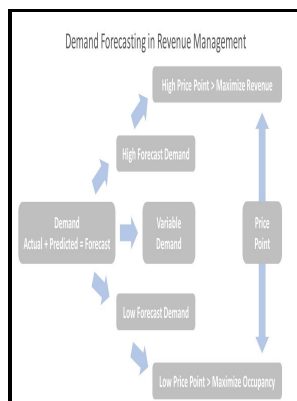 Demand Forecasting in Revenue Management
High Price Point > Maximize Revenue
High Forecast Demand
Demand
Actual + Predicted = Forecast
Variable
Demand
Price
Point
Low Forecast Demand
Low Price Point > Maximize Occupancy